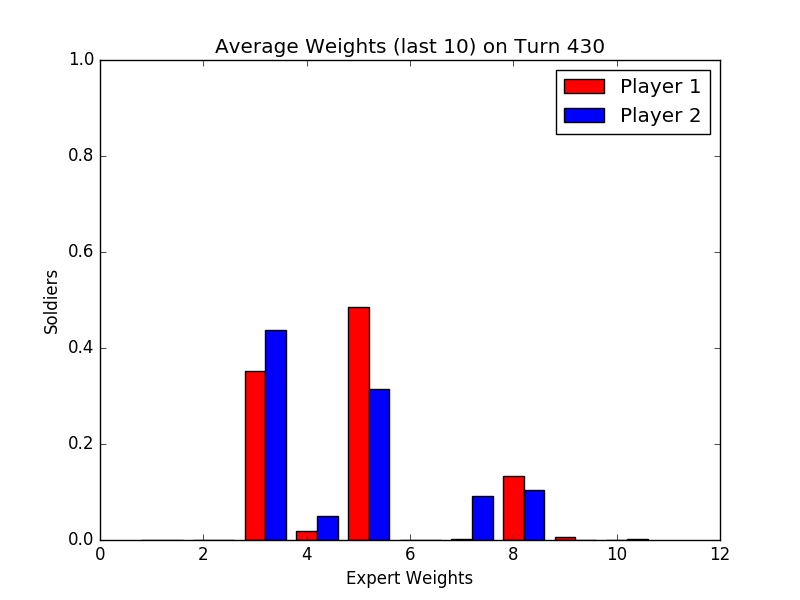 Average Weights (last 10) on Turn 430
1.0
Player 1
Player 2
0.8
0.6
Soldiers
0.4
0.2
0.0
0 2 4 6 8 10 12
Expert Weights